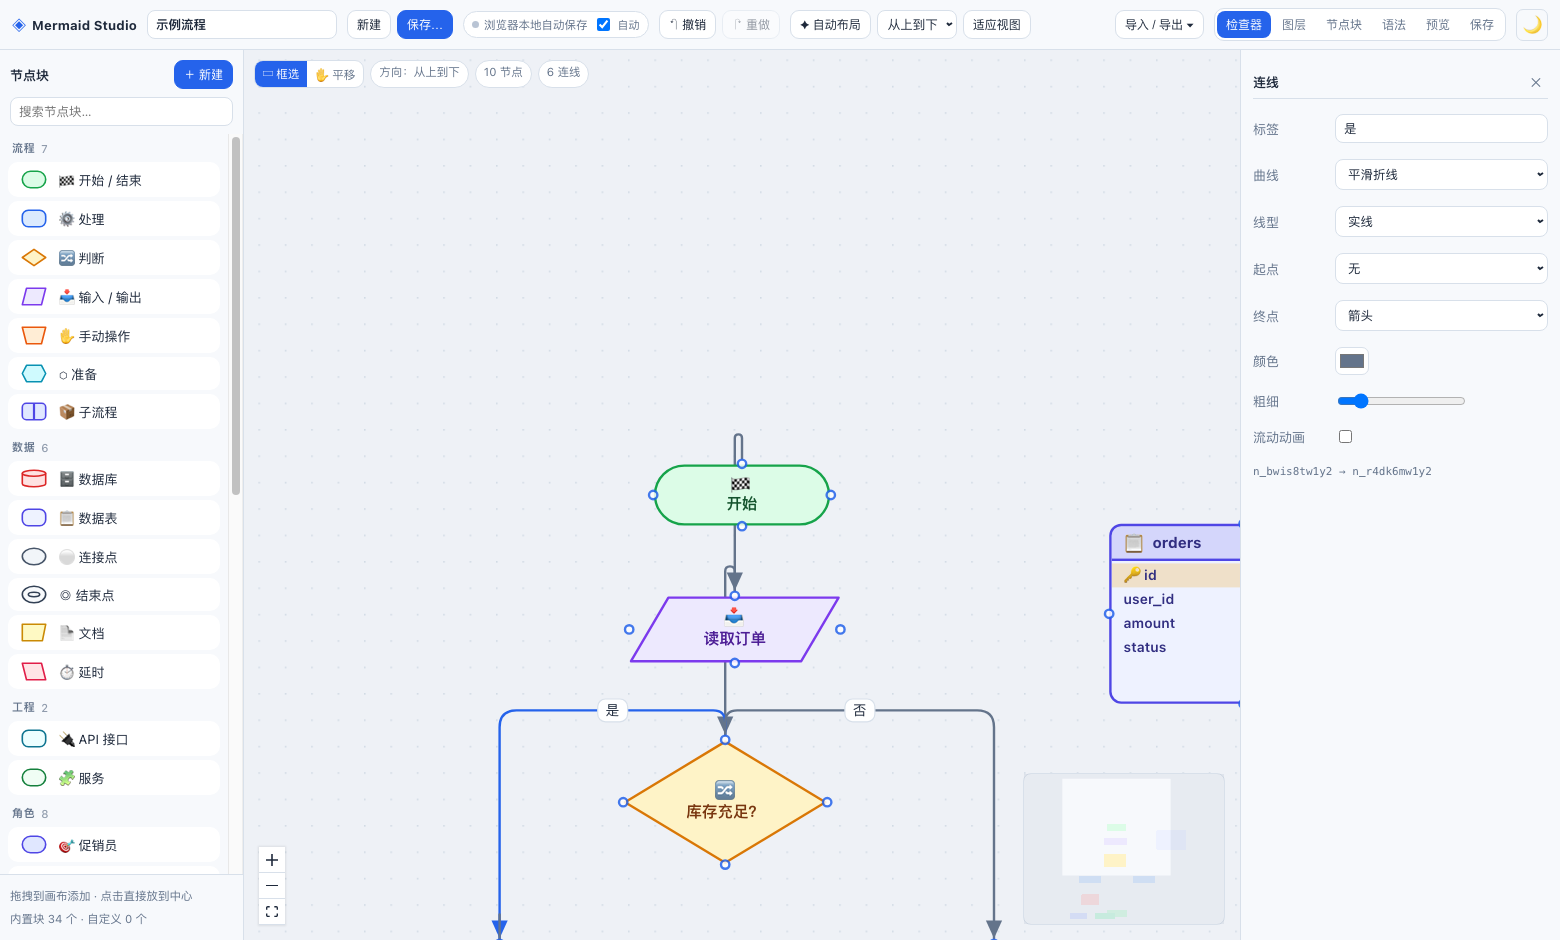 Mermaid Studio
示例流程
新建
保存...
浏览器本地自动保存
自动
撤销
重做
自动布局
从上到下
适应视图
导入 / 导出
检查器
图层
节点块
语法
预览
保存
节点块
+ 新建
搜索节点块...
流程 7
开始 / 结束
处理
判断
输入 / 输出
手动操作
准备
子流程
数据 6
数据库
数据表
连接点
结束点
文档
延时
工程 2
API 接口
服务
角色 8
促销员
拖拽到画布添加 · 点击直接放到中心
内置块 34 个 · 自定义 0 个
框选
平移
方向: 从上到下
10 节点
6 连线
开始
读取订单
是
否
库存充足?
orders
id
user_id
amount
status
连线
标签
是
曲线
平滑折线
线型
实线
起点
无
终点
箭头
颜色
粗细
流动动画
n_bwis8tw1y2 → n_r4dk6mw1y2